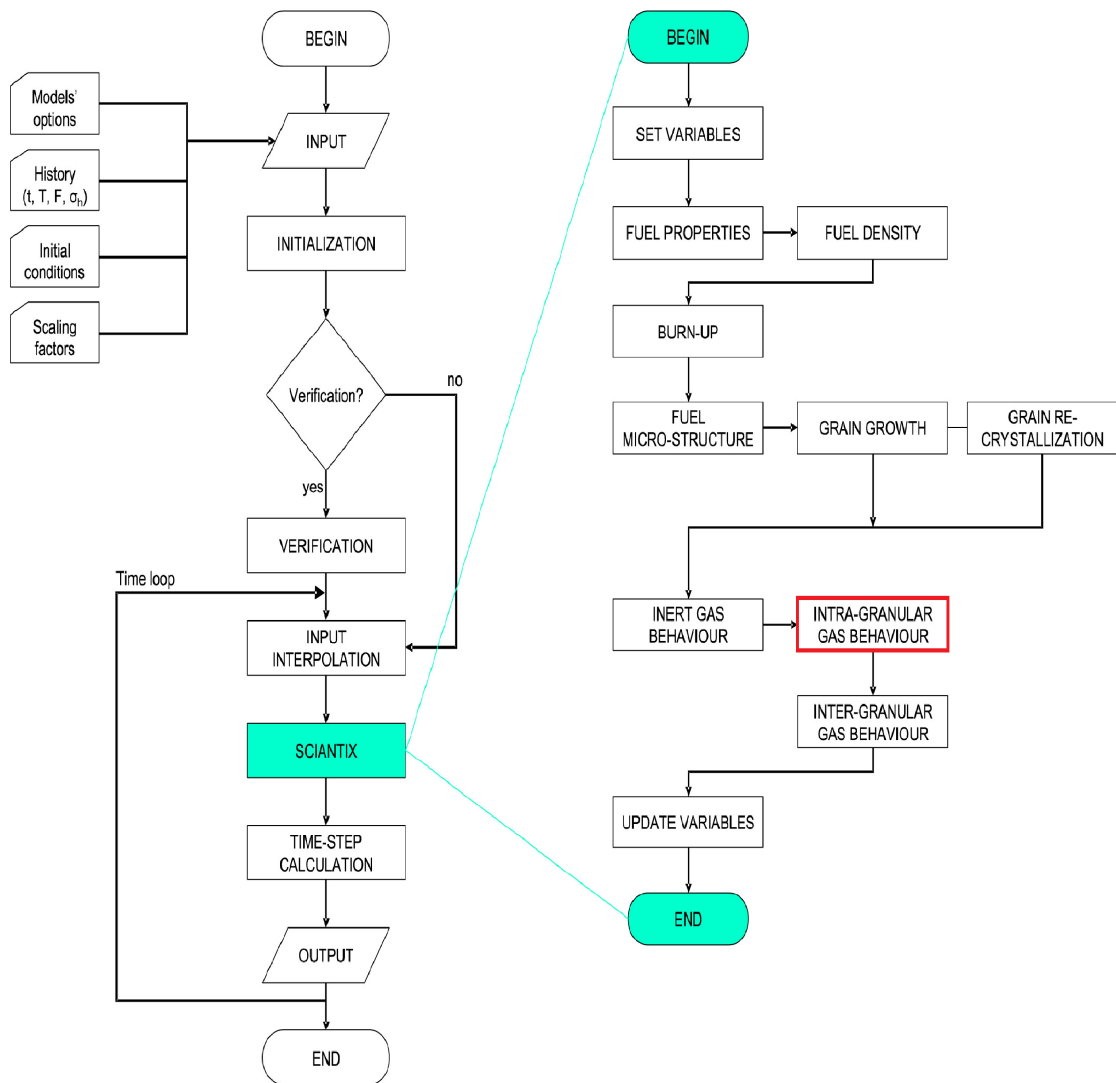 BEGIN
Models'
options
INPUT
History
(t, T, F, σh)
INITIALIZATION
Initial
conditions
Scaling
factors
Verification?
no
yes
VERIFICATION
Time loop
INPUT
INTERPOLATION
SCIANTIX
TIME-STEP
CALCULATION
OUTPUT
END
BEGIN
SET VARIABLES
FUEL PROPERTIES
FUEL DENSITY
BURN-UP
FUEL
MICRO-STRUCTURE
GRAIN GROWTH
GRAIN RE-
CRYSTALLIZATION
INERT GAS
BEHAVIOUR
INTRA-GRANULAR
GAS BEHAVIOUR
INTER-GRANULAR
GAS BEHAVIOUR
UPDATE VARIABLES
END